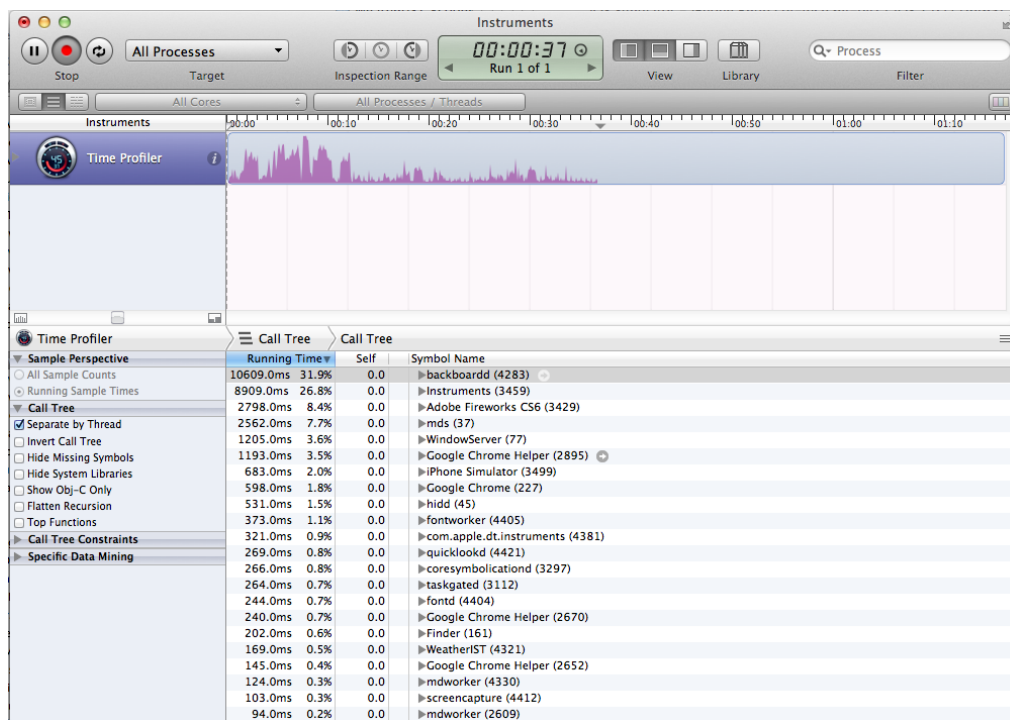 Instruments
All Processes
00:00:37
Run 1 of 1
Process
Stop
Target
Inspection Range
View
Library
Filter
All Cores
All Processes / Threads
Instruments
00:00
00:10
00:20
00:30
00:40
00:50
01:00
01:10
Time Profiler
Time Profiler
Call Tree
Call Tree
Sample Perspective
All Sample Counts
Running Sample Times
Call Tree
Separate by Thread
Invert Call Tree
Hide Missing Symbols
Hide System Libraries
Show Obj-C Only
Flatten Recursion
Top Functions
Call Tree Constraints
Specific Data Mining
Running Time Self Symbol Name
10609.0ms 31.9% 0.0 backboardd (4283)
8909.0ms 26.8% 0.0 Instruments (3459)
2798.0ms 8.4% 0.0 Adobe Fireworks CS6 (3429)
2562.0ms 7.7% 0.0 mds (37)
1205.0ms 3.6% 0.0 WindowServer (77)
1193.0ms 3.5% 0.0 Google Chrome Helper (2895)
683.0ms 2.0% 0.0 iPhone Simulator (3499)
598.0ms 1.8% 0.0 Google Chrome (227)
531.0ms 1.5% 0.0 hidd (45)
373.0ms 1.1% 0.0 fontworker (4405)
321.0ms 0.9% 0.0 com.apple.dt.instruments (4381)
269.0ms 0.8% 0.0 quicklookd (4421)
266.0ms 0.8% 0.0 coresymbolicationd (3297)
264.0ms 0.7% 0.0 taskgated (3112)
244.0ms 0.7% 0.0 fontd (4404)
240.0ms 0.7% 0.0 Google Chrome Helper (2670)
202.0ms 0.6% 0.0 Finder (161)
169.0ms 0.5% 0.0 WeatherIST (4321)
145.0ms 0.4% 0.0 Google Chrome Helper (2652)
124.0ms 0.3% 0.0 mdworker (4330)
103.0ms 0.3% 0.0 screencapture (4412)
94.0ms 0.2% 0.0 mdworker (2609)